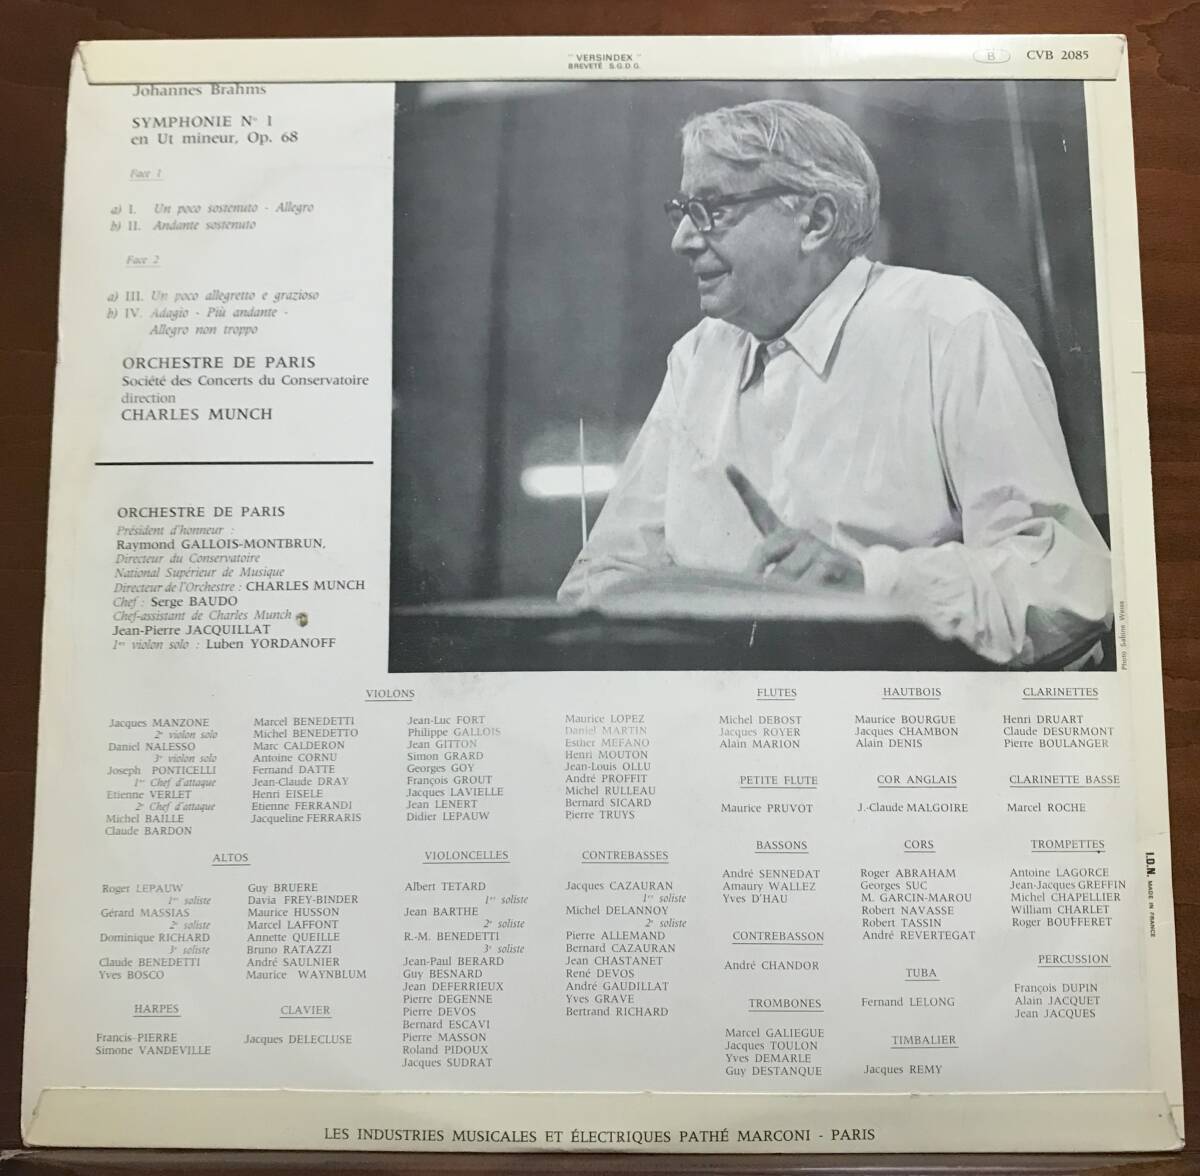 " VERSINDEX "
BREVETÉ S.G.D.G.
B
CVB 2085
Johannes Brahms
SYMPHONIE N° 1
en Ut mineur, Op. 68
Face 1
a) I. Un poco sostenuto - Allegro
b) II. Andante sostenuto
Face 2
a) III. Un poco allegretto e grazioso
b) IV. Adagio - Più andante -
Allegro non troppo
ORCHESTRE DE PARIS
Société des Concerts du Conservatoire
direction
CHARLES MUNCH
ORCHESTRE DE PARIS
Président d'honneur :
Raymond GALLOIS-MONTBRUN,
Directeur du Conservatoire
National Supérieur de Musique
Directeur de l'Orchestre : CHARLES MUNCH
Chef : Serge BAUDO
Chef-assistant de Charles Munch
Jean-Pierre JACQUILLAT
1er violon solo : Luben YORDANOFF
Photo Sabine Weiss
VIOLONS
Jacques MANZONE
2e violon solo
Daniel NALESSO
3e violon solo
Joseph PONTICELLI
1er Chef d'attaque
Etienne VERLET
2e Chef d'attaque
Michel BAILLE
Claude BARDON
Marcel BENEDETTI
Michel BENEDETTO
Marc CALDERON
Antoine CORNU
Fernand DATTE
Jean-Claude DRAY
Henri EISELE
Etienne FERRANDI
Jacqueline FERRARIS
Jean-Luc FORT
Philippe GALLOIS
Jean GITTON
Simon GRARD
Georges GOY
François GROUT
Jacques LAVIELLE
Jean LENERT
Didier LEPAUW
Maurice LOPEZ
Daniel MARTIN
Esther MEFANO
Henri MOUTON
Jean-Louis OLLU
André PROFFIT
Michel RULLEAU
Bernard SICARD
Pierre TRUYS
FLUTES
Michel DEBOST
Jacques ROYER
Alain MARION
PETITE FLUTE
Maurice PRUVOT
HAUTBOIS
Maurice BOURGUE
Jacques CHAMBON
Alain DENIS
COR ANGLAIS
J.-Claude MALGOIRE
CLARINETTES
Henri DRUART
Claude DESURMONT
Pierre BOULANGER
CLARINETTE BASSE
Marcel ROCHE
ALTOS
Roger LEPAUW
1er soliste
Gérard MASSIAS
2e soliste
Dominique RICHARD
3e soliste
Claude BENEDETTI
Yves BOSCO
Guy BRUERE
Davia FREY-BINDER
Maurice HUSSON
Marcel LAFFONT
Annette QUEILLE
Bruno RATAZZI
André SAULNIER
Maurice WAYNBLUM
HARPES
Francis-PIERRE
Simone VANDEVILLE
CLAVIER
Jacques DELECLUSE
VIOLONCELLES
Albert TETARD
1er soliste
Jean BARTHE
2e soliste
R.-M. BENEDETTI
3e soliste
Jean-Paul BERARD
Guy BESNARD
Jean DEFERRIEUX
Pierre DEGENNE
Pierre DEVOS
Bernard ESCAVI
Pierre MASSON
Roland PIDOUX
Jacques SUDRAT
CONTREBASSES
Jacques CAZAURAN
1er soliste
Michel DELANNOY
2e soliste
Pierre ALLEMAND
Bernard CAZAURAN
Jean CHASTANET
René DEVOS
André GAUDILLAT
Yves GRAVE
Bertrand RICHARD
BASSONS
André SENNEDAT
Amaury WALLEZ
Yves D'HAU
CONTREBASSON
André CHANDOR
TROMBONES
Marcel GALIEGUE
Jacques TOULON
Yves DEMARLE
Guy DESTANQUE
CORS
Roger ABRAHAM
Georges SUC
M. GARCIN-MAROU
Robert NAVASSE
Robert TASSIN
André REVERTEGAT
TUBA
Fernand LELONG
TIMBALIER
Jacques REMY
TROMPETTES
Antoine LAGORCE
Jean-Jacques GREFFIN
Michel CHAPELLIER
William CHARLET
Roger BOUFFERET
PERCUSSION
François DUPIN
Alain JACQUET
Jean JACQUES
I.D.N. MADE IN FRANCE
LES INDUSTRIES MUSICALES ET ÉLECTRIQUES PATHÉ MARCONI - PARIS